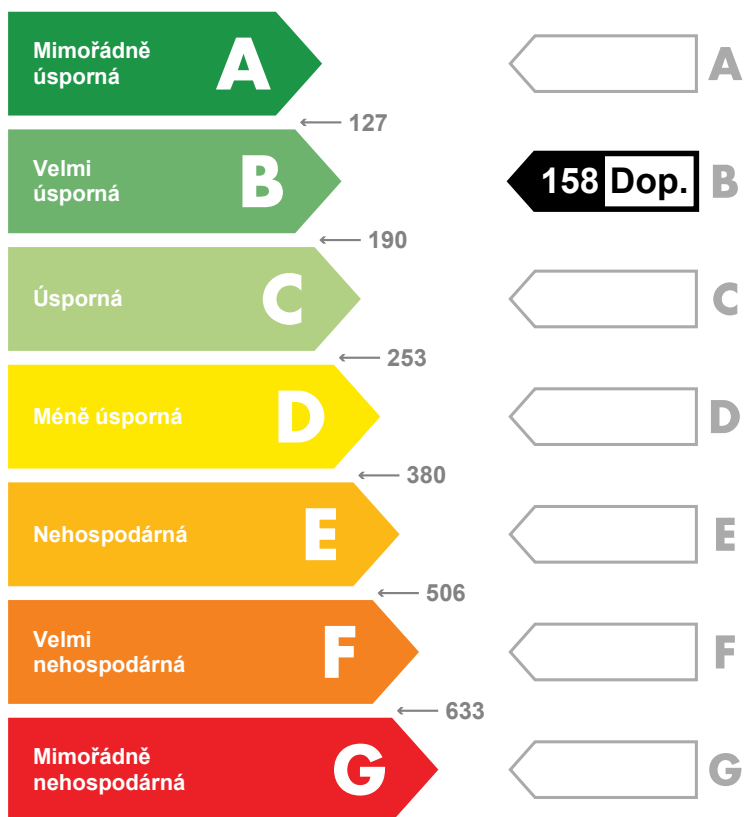 Mimořádně
úsporná
A
A
127
Velmi
úsporná
B
158 Dop.
B
190
Úsporná
C
C
253
Méně úsporná
D
D
380
Nehospodárná
E
E
506
Velmi
nehospodárná
F
F
633
Mimořádně
nehospodárná
G
G